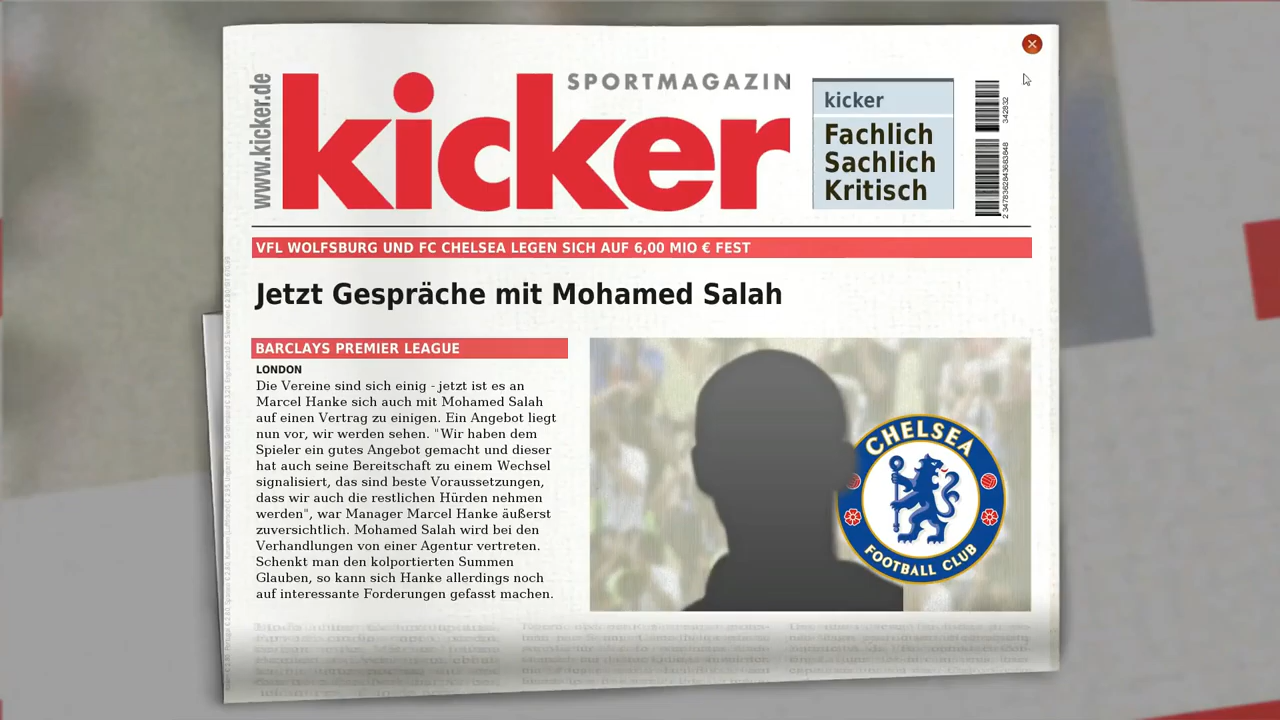 www.kicker.de
SPORTMAGAZIN
kicker
kicker
Fachlich
Sachlich
Kritisch
342832
VFL WOLFSBURG UND FC CHELSEA LEGEN SICH AUF 6,00 MIO € FEST
Jetzt Gespräche mit Mohamed Salah
BARCLAYS PREMIER LEAGUE
LONDON
Die Vereine sind sich einig - jetzt ist es an
Marcel Hanke sich auch mit Mohamed Salah
auf einen Vertrag zu einigen. Ein Angebot liegt
nun vor, wir werden sehen. "Wir haben dem
Spieler ein gutes Angebot gemacht und dieser
hat auch seine Bereitschaft zu einem Wechsel
signalisiert, das sind beste Voraussetzungen,
dass wir auch die restlichen Hürden nehmen
werden", war Manager Marcel Hanke äußerst
zuversichtlich. Mohamed Salah wird bei den
Verhandlungen von einer Agentur vertreten.
Schenkt man den kolportierten Summen
Glauben, so kann sich Hanke allerdings noch
auf interessante Forderungen gefasst machen.
CHELSEA
FOOTBALL CLUB